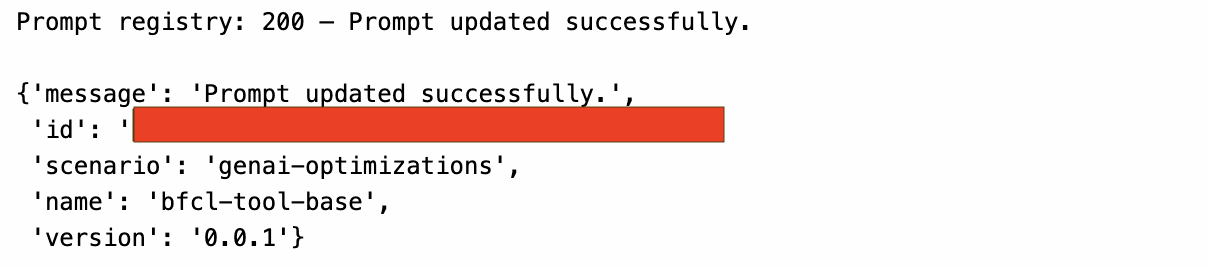 Prompt registry: 200 – Prompt updated successfully.
{'message': 'Prompt updated successfully.',
'id': '
'scenario': 'genai-optimizations',
'name': 'bfcl-tool-base',
'version': '0.0.1'}